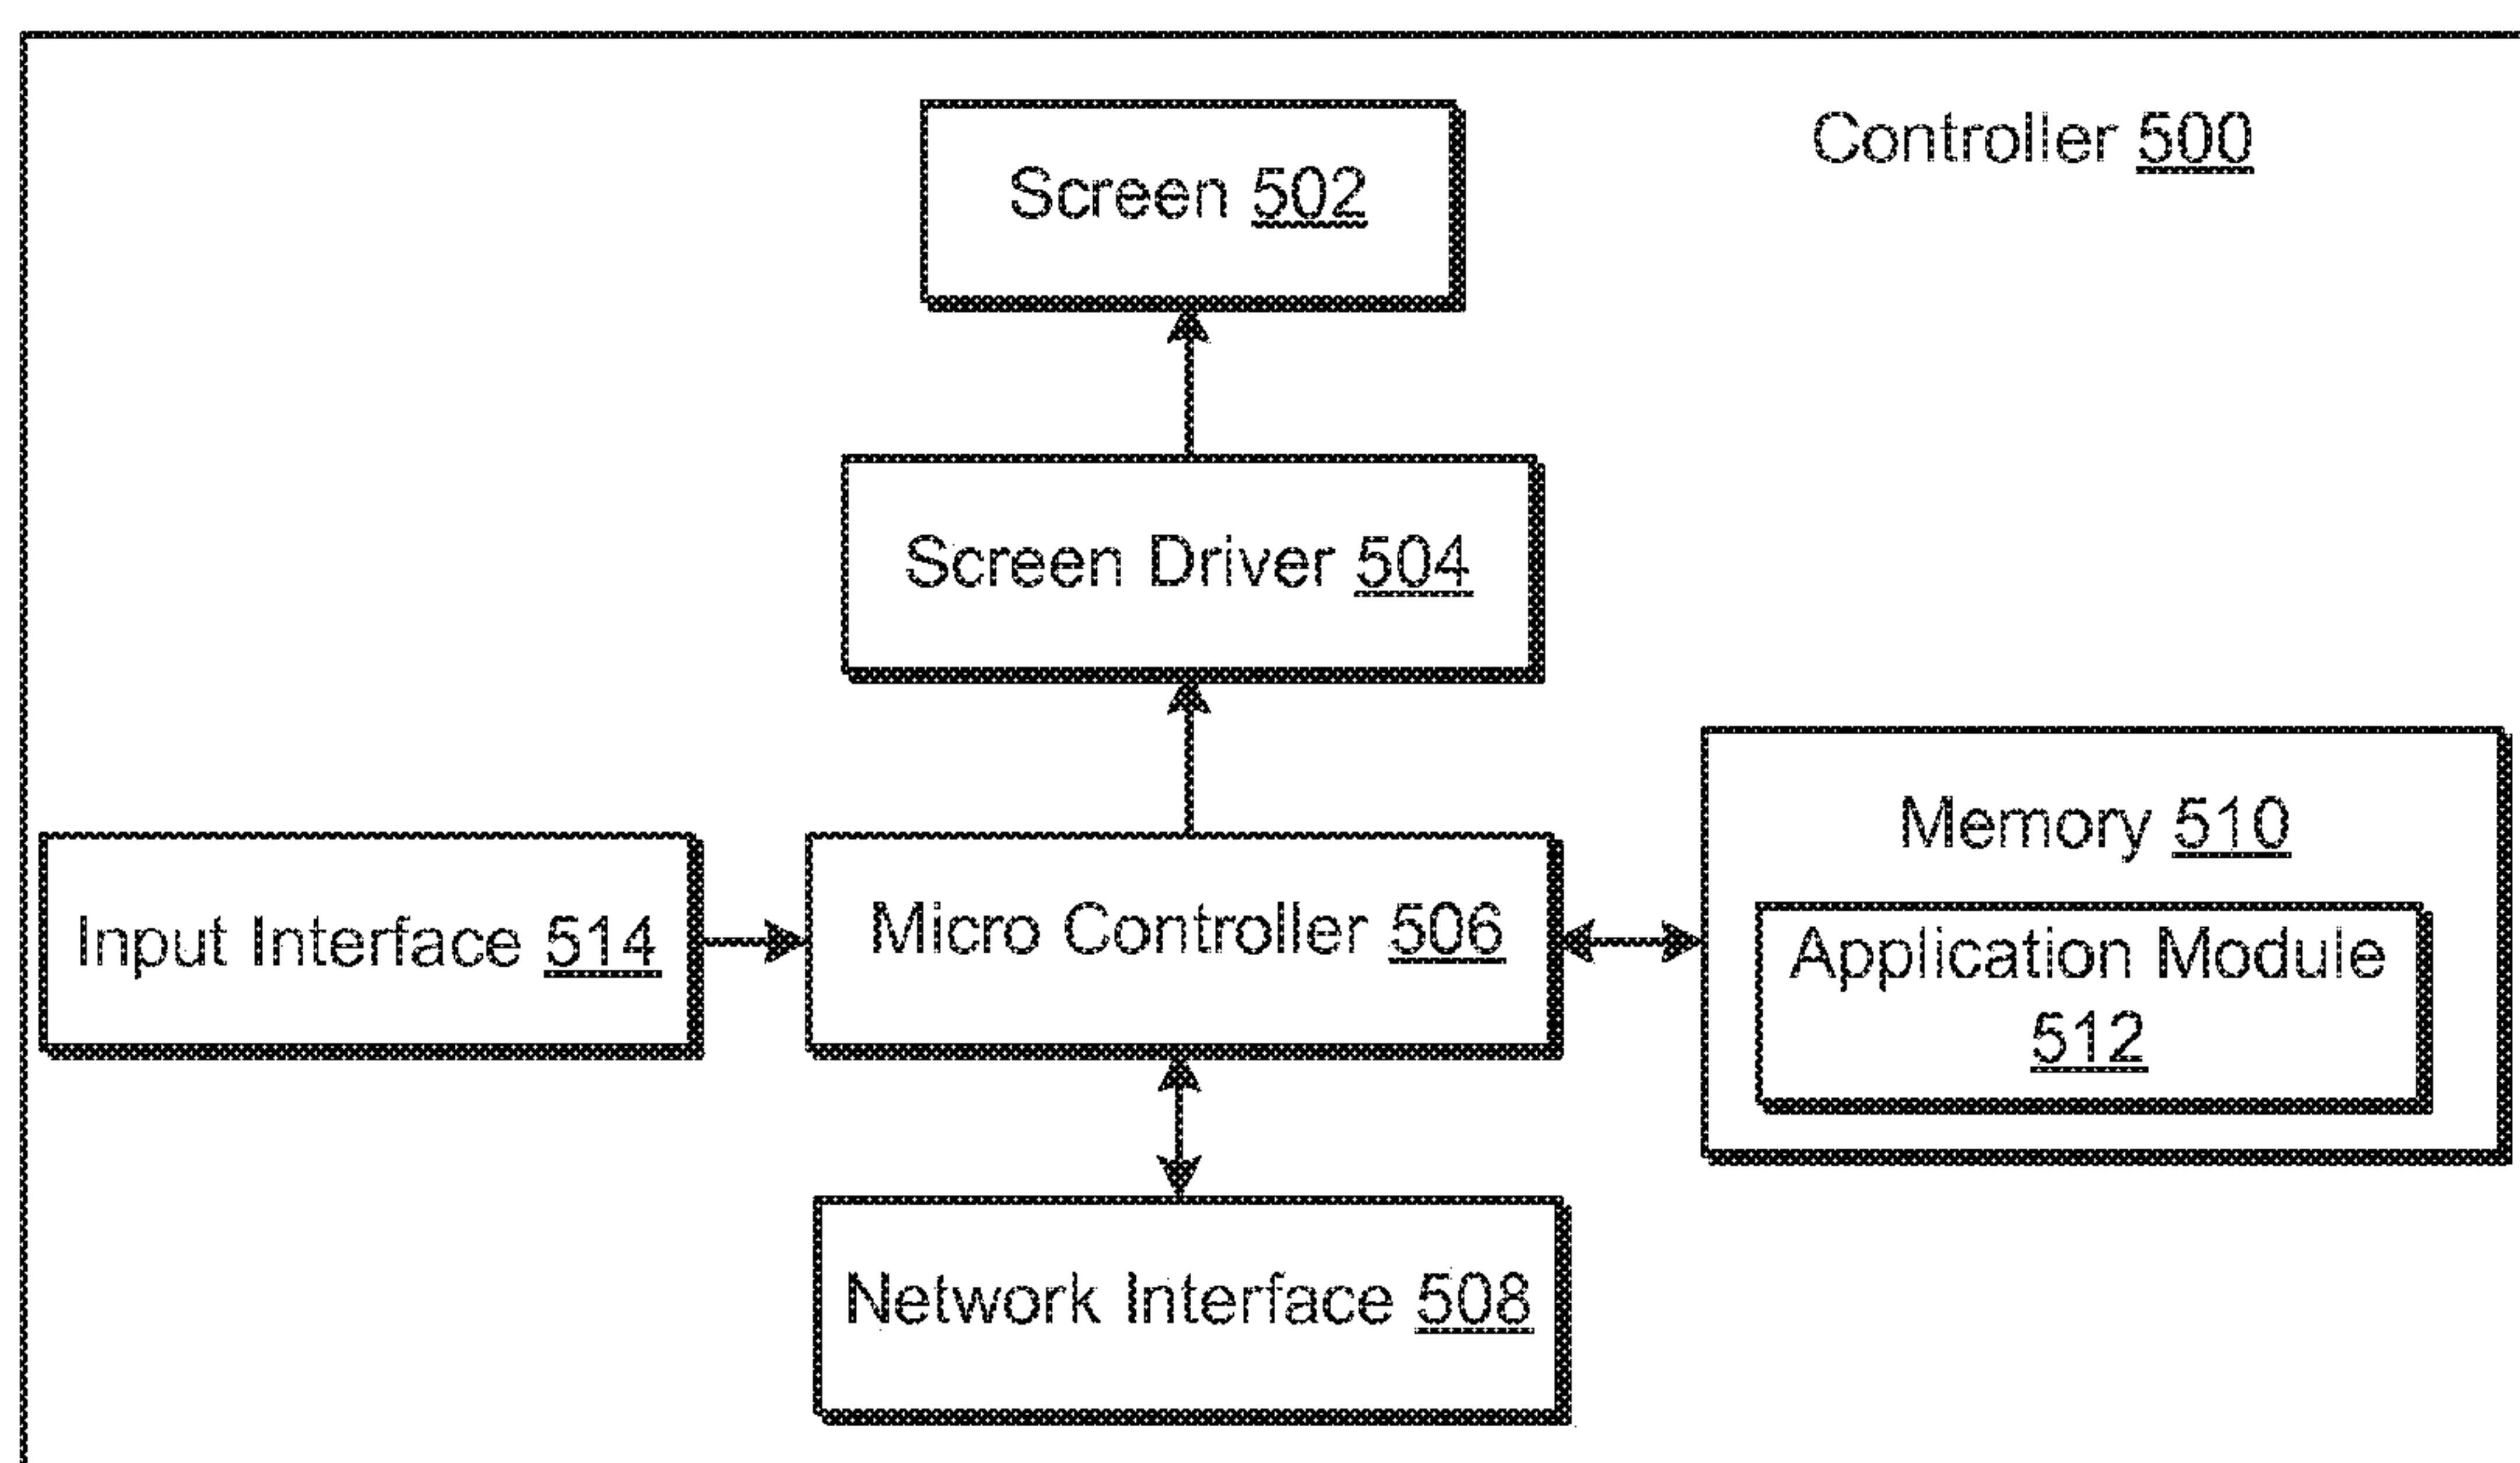 Controller 500
Screen 502
Screen Driver 504
Input Interface 514
Micro Controller 506
Memory 510
Application Module
512
Network Interface 508